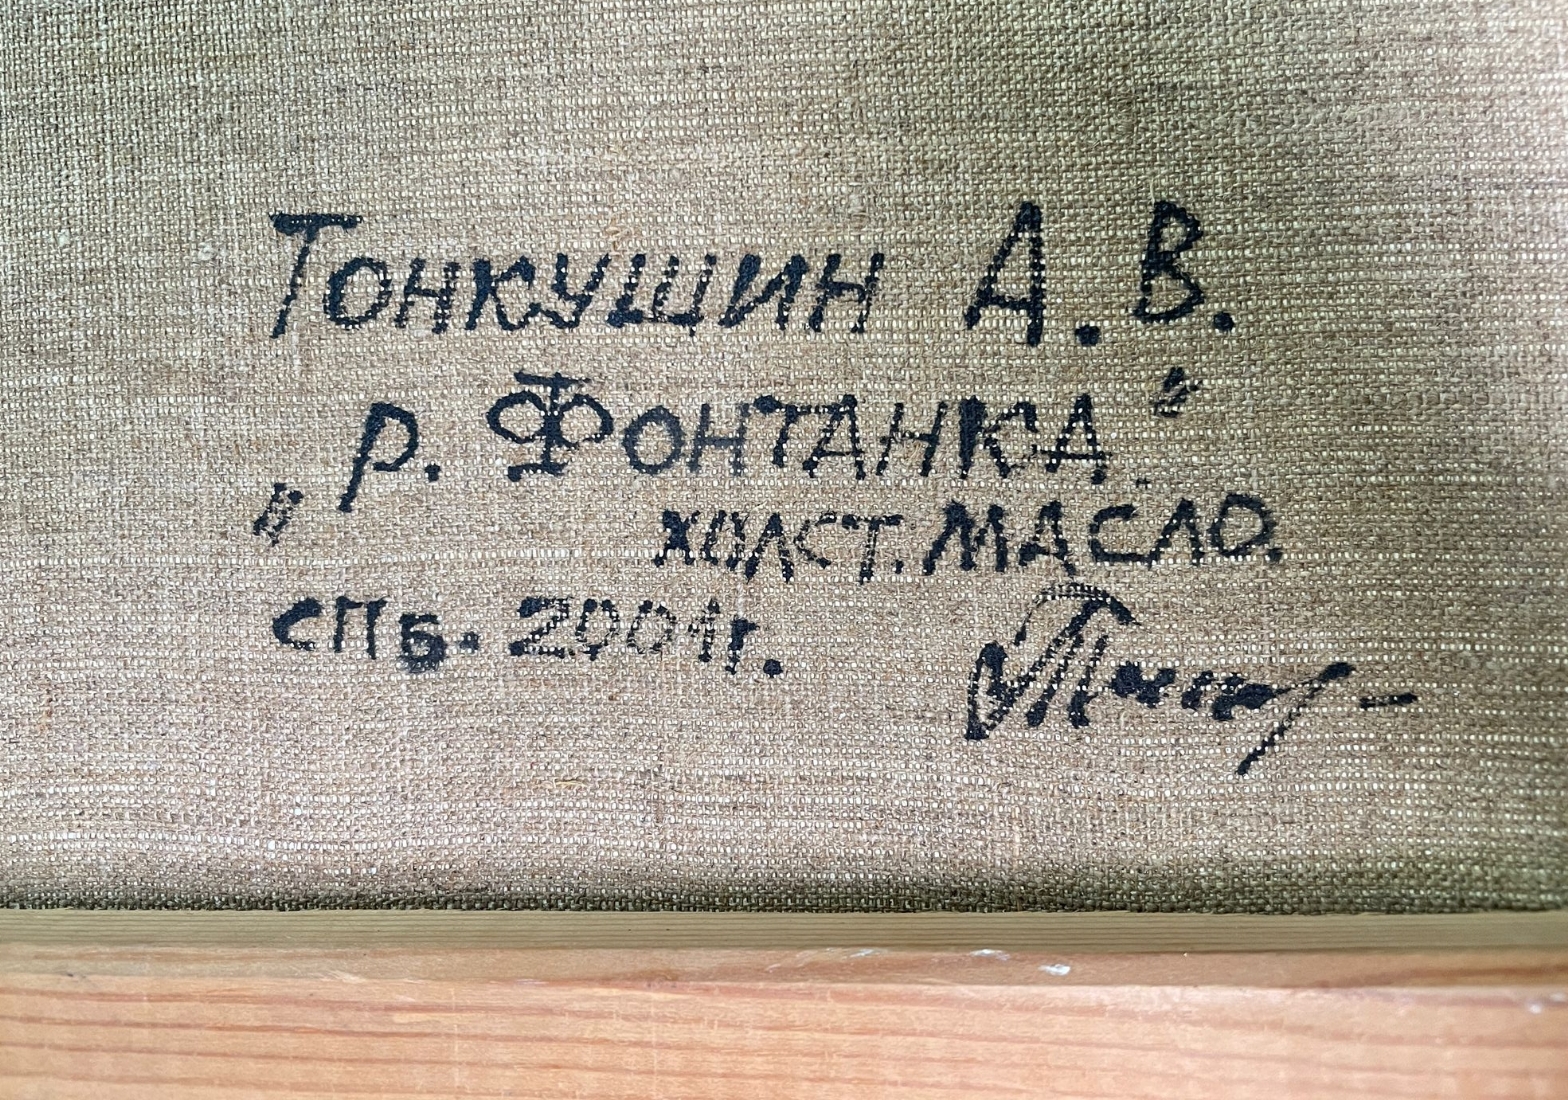 Тонкушин А. В.
„р. Фонтанка"
холст. масло.
СПб. 2001г.